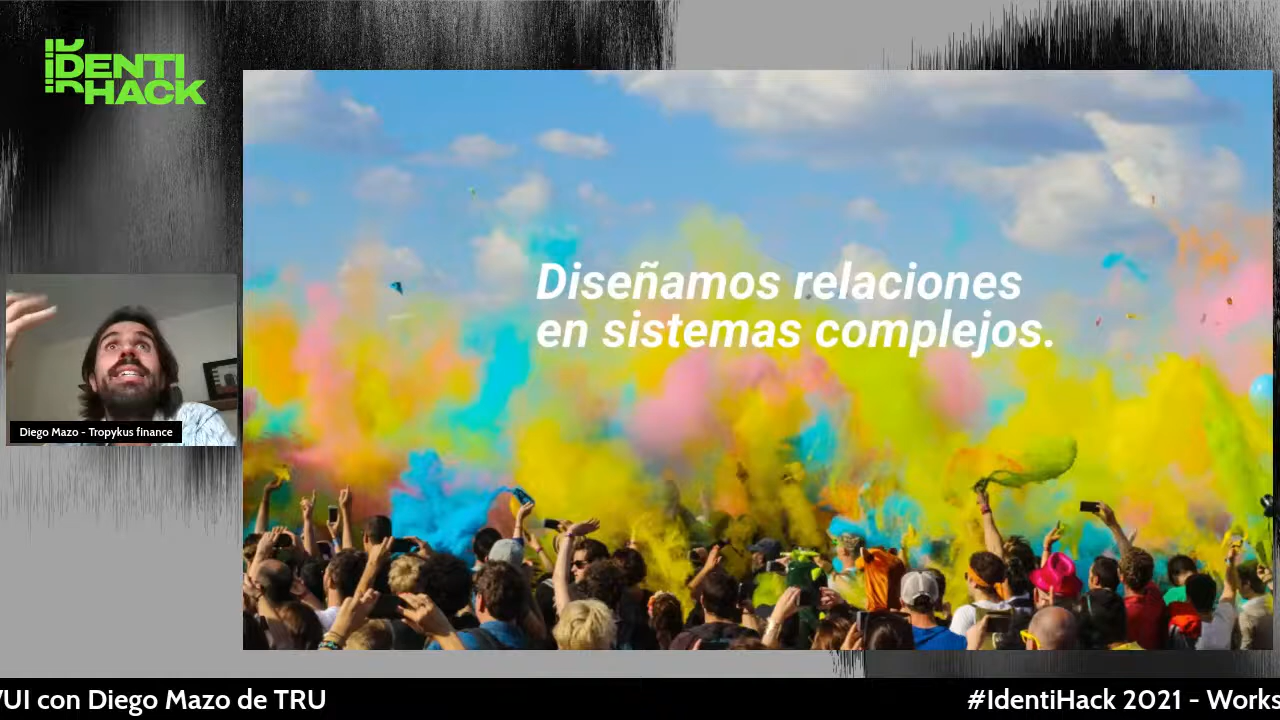 IDENTI
HACK
Diseñamos relaciones
en sistemas complejos.
Diego Mazo - Tropykus finance
/UI con Diego Mazo de TRU
#IdentiHack 2021 - Works